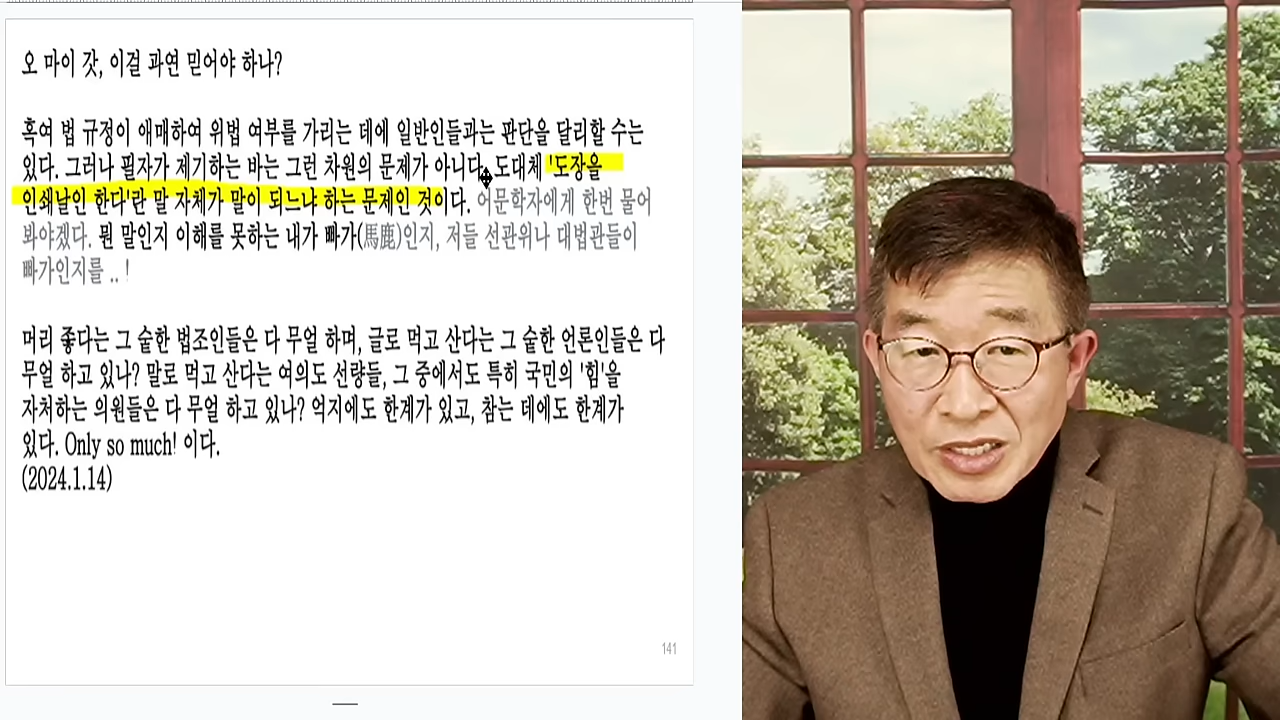 오 마이 갓, 이걸 과연 믿어야 하나?
혹여 법 규정이 애매하여 위법 여부를 가리는 데에 일반인들과는 판단을 달리할 수는
있다. 그러나 필자가 제기하는 바는 그런 차원의 문제가 아니다. 도대체 '도장을
인쇄날인 한다'란 말 자체가 말이 되느냐 하는 문제인 것이다. 어문학자에게 한번 물어
봐야겠다. 뭔 말인지 이해를 못하는 내가 빠가(馬鹿)인지, 저들 선관위나 대법관들이
빠가인지를 .. !
머리 좋다는 그 숱한 법조인들은 다 무얼 하며, 글로 먹고 산다는 그 숱한 언론인들은 다
무얼 하고 있나? 말로 먹고 산다는 여의도 선량들, 그 중에서도 특히 국민의 '힘'을
자처하는 의원들은 다 무얼 하고 있나? 억지에도 한계가 있고, 참는 데에도 한계가
있다. Only so much! 이다.
(2024.1.14)
141